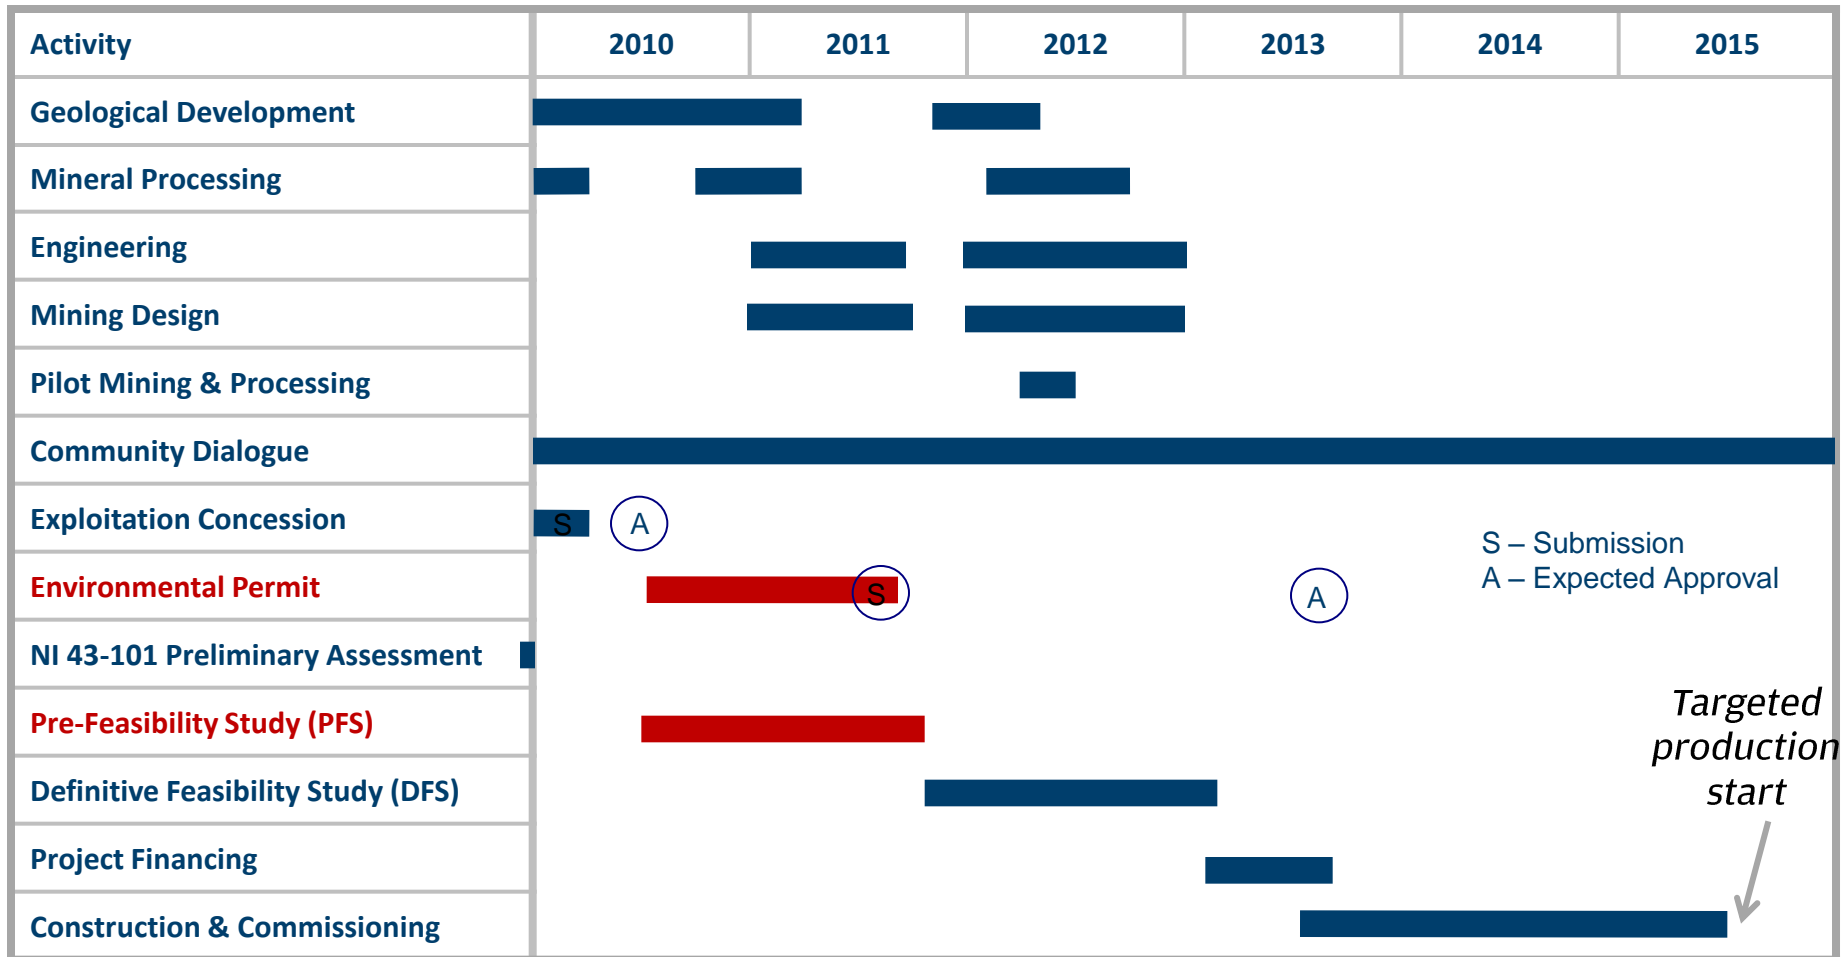 Activity 2010 2011 2012 2013 2014 2015
Geological Development
Mineral Processing
Engineering
Mining Design
Pilot Mining & Processing
Community Dialogue
Exploitation Concession S A
S – Submission
A – Expected Approval
Environmental Permit S A
NI 43-101 Preliminary Assessment
Pre-Feasibility Study (PFS)
Targeted
production
start
Definitive Feasibility Study (DFS)
Project Financing
Construction & Commissioning